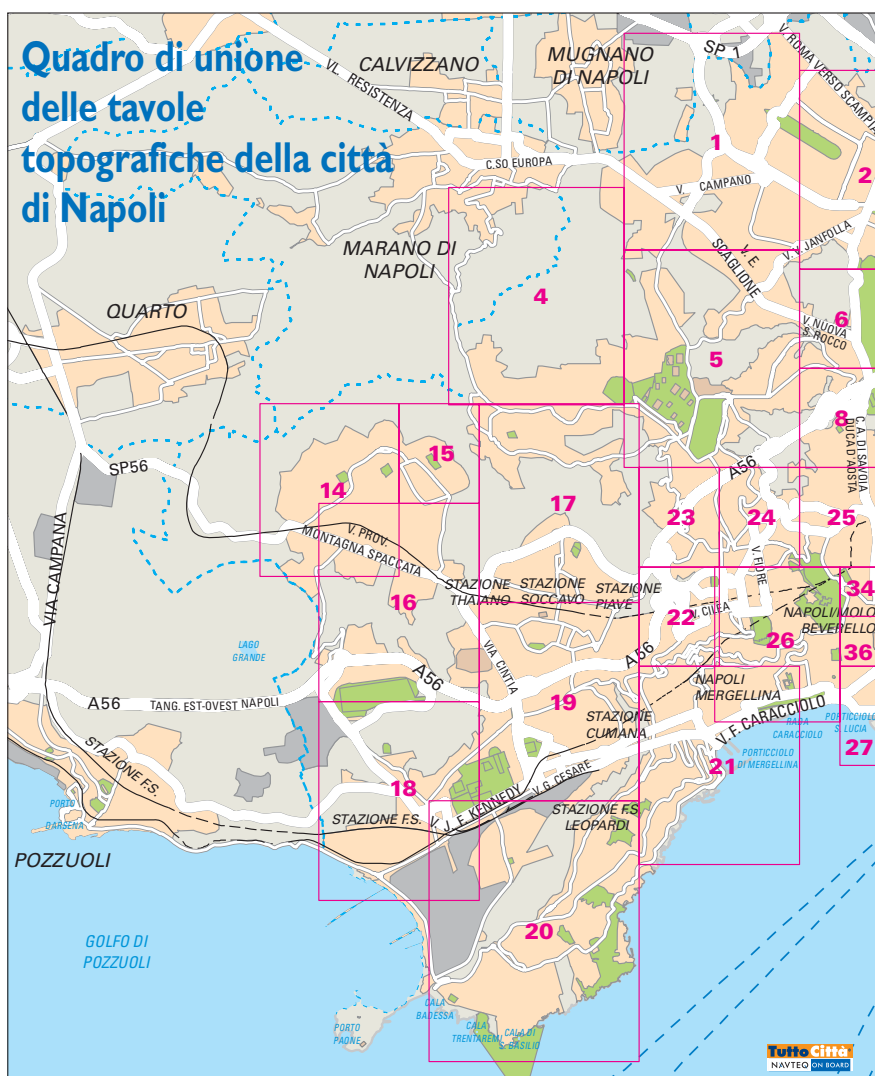 Quadro di unione
delle tavole
topografiche della città
di Napoli
CALVIZZANO
MUGNANO
DI NAPOLI
SP 1
V. ROMA VERSO SCAMPIA
VL. RESISTENZA
C.SO EUROPA
1
2
V. CAMPANO
V. V. JANFOLLA
V. E.
SCAGLIONE
MARANO DI
NAPOLI
4
QUARTO
6
V. NUOVA
S. ROCCO
5
8
C. A. DI SAVOIA
DUCA D'AOSTA
SP56
15
14
A56
17
23
24
25
V. PROV.
MONTAGNA SPACCATA
VIA CAMPANA
STAZIONE
TRAIANO
STAZIONE
SOCCAVO
STAZIONE
PIAVE
V. FIORE
34
16
22
V. CILEA
NAPOLI/MOLO
BEVERELLO
26
36
LAGO
GRANDE
VIA CINTIA
A56
A56
A56
TANG. EST-OVEST NAPOLI
19
NAPOLI
MERGELLINA
STAZIONE
CUMANA
V. F. CARACCIOLO
RADA
CARACCIOLO
PORTICCIOLO
S. LUCIA
27
STAZIONE F.S.
PORTICCIOLO
DI MERGELLINA
21
18
V. G. CESARE
V. J. F. KENNEDY
PORTO
DARSENA
STAZIONE F.S.
STAZIONE F.S.
LEOPARDI
POZZUOLI
20
GOLFO DI
POZZUOLI
CALA
BADESSA
PORTO
PAONE
CALA
TRENTAREMI
CALA DI
S. BASILIO
TuttoCittà
NAVTEQ ON BOARD